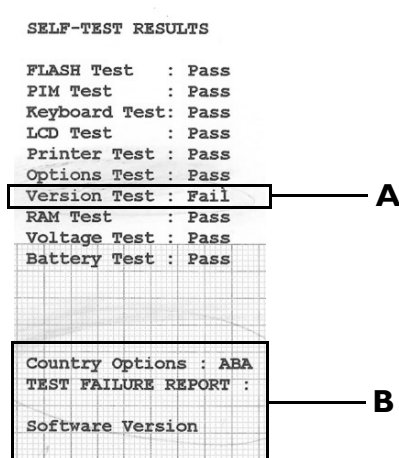 SELF-TEST RESULTS
FLASH Test : Pass
PIM Test : Pass
Keyboard Test: Pass
LCD Test : Pass
Printer Test : Pass
Options Test : Pass
Version Test : Fail
A
RAM Test : Pass
Voltage Test : Pass
Battery Test : Pass
Country Options : ABA
TEST FAILURE REPORT :
B
Software Version